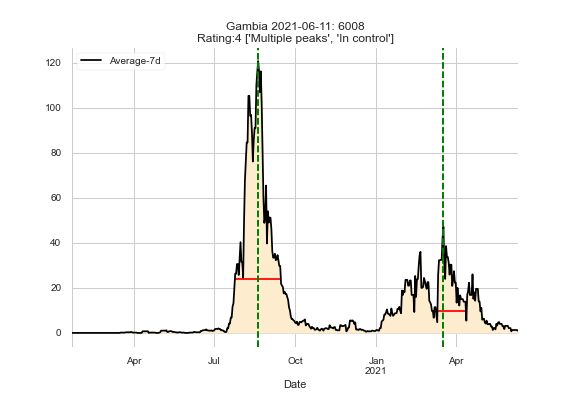 Gambia 2021-06-11: 6008
Rating:4 ['Multiple peaks', 'In control']
Average-7d
120
100
80
60
40
20
0
Apr Jul Oct Jan Apr
2021
Date